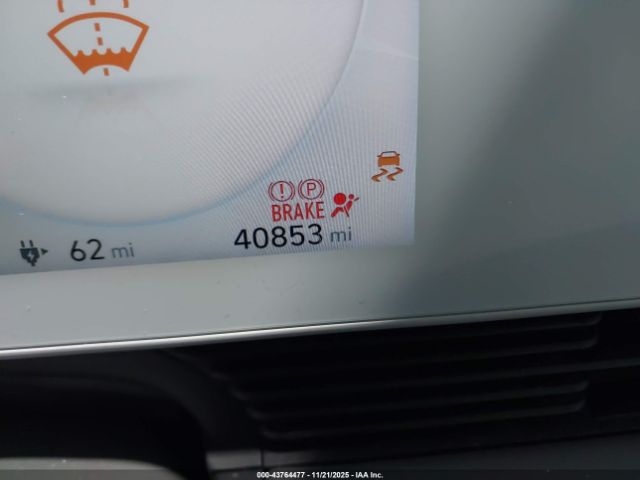 ! P
BRAKE
40853 mi
62 mi
000-43764477 - 11/21/2025 - IAA Inc.